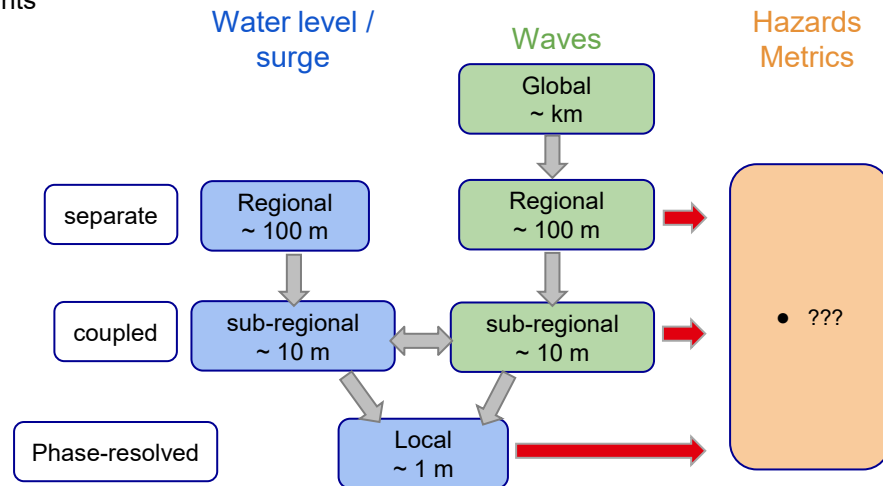 Water level /
surge
Waves
Hazards
Metrics
Global
~ km
separate
Regional
~ 100 m
Regional
~ 100 m
coupled
sub-regional
~ 10 m
sub-regional
~ 10 m
● ???
Phase-resolved
Local
~ 1 m